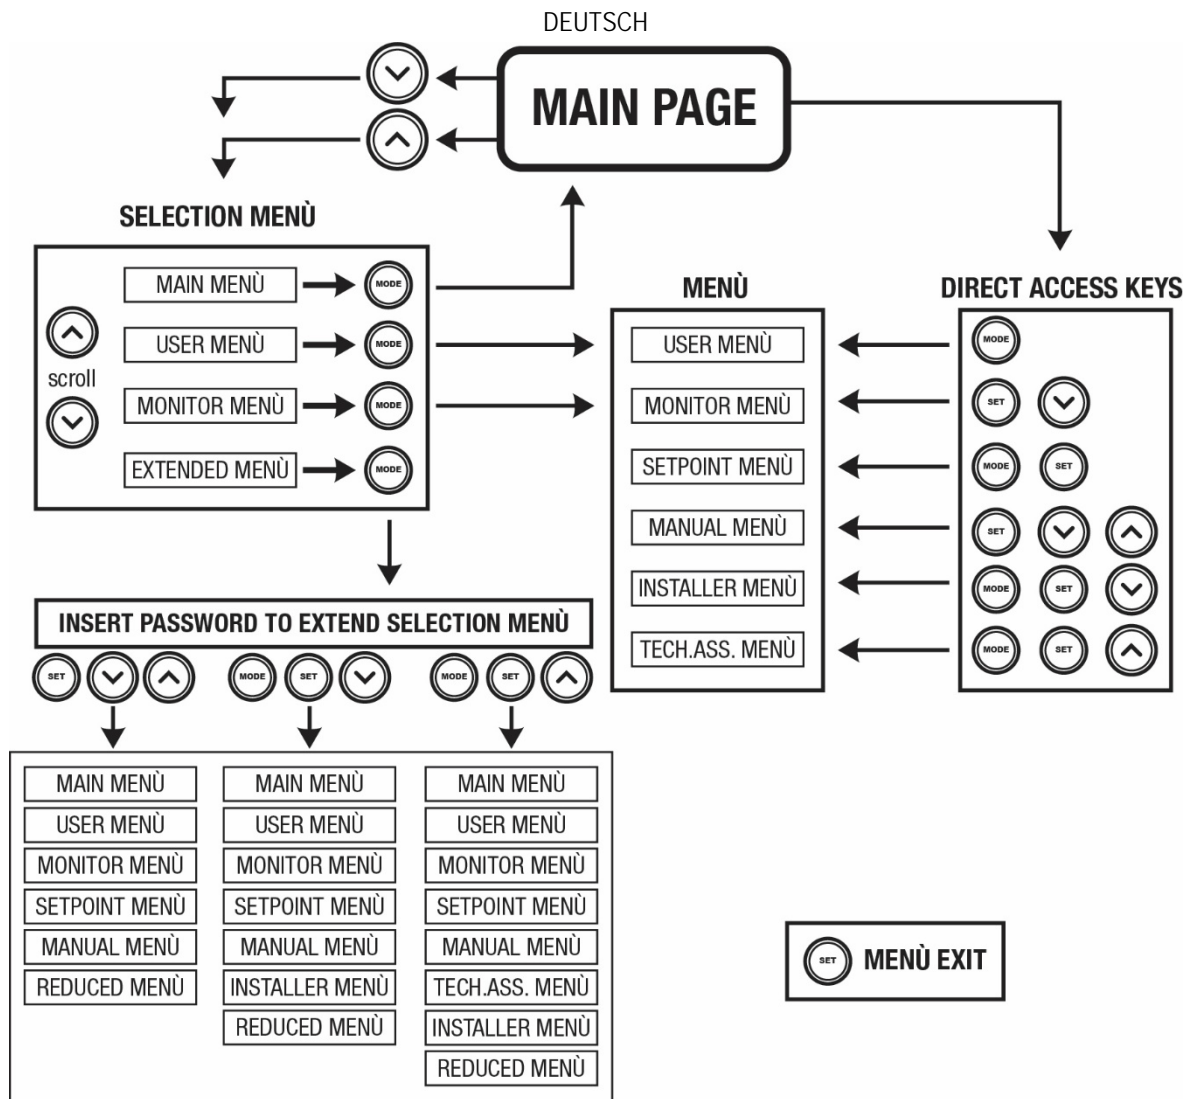 DEUTSCH
MAIN PAGE
SELECTION MENÙ
MAIN MENÙ MODE
USER MENÙ MODE
scroll
MONITOR MENÙ MODE
EXTENDED MENÙ MODE
MENÙ
USER MENÙ
MONITOR MENÙ
SETPOINT MENÙ
MANUAL MENÙ
INSTALLER MENÙ
TECH.ASS. MENÙ
DIRECT ACCESS KEYS
MODE
SET
MODE SET
SET
MODE SET
MODE SET
INSERT PASSWORD TO EXTEND SELECTION MENÙ
SET
MODE SET
MODE SET
MAIN MENÙ
USER MENÙ
MONITOR MENÙ
SETPOINT MENÙ
MANUAL MENÙ
REDUCED MENÙ
MAIN MENÙ
USER MENÙ
MONITOR MENÙ
SETPOINT MENÙ
MANUAL MENÙ
INSTALLER MENÙ
REDUCED MENÙ
MAIN MENÙ
USER MENÙ
MONITOR MENÙ
SETPOINT MENÙ
MANUAL MENÙ
TECH.ASS. MENÙ
INSTALLER MENÙ
REDUCED MENÙ
SET MENÙ EXIT